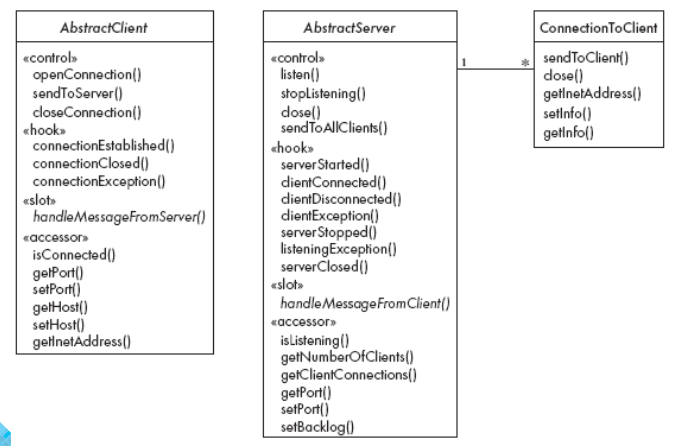 AbstractClient
«control»
openConnection()
sendToServer()
closeConnection()
«hook»
connectionEstablished()
connectionClosed()
connectionException()
«slot»
handleMessageFromServer()
«accessor»
isConnected()
getPort()
setPort()
getHost()
setHost()
getInetAddress()
AbstractServer
«control»
listen()
stopListening()
close()
sendToAllClients()
«hook»
serverStarted()
clientConnected()
clientDisconnected()
clientException()
serverStopped()
listeningException()
serverClosed()
«slot»
handleMessageFromClient()
«accessor»
isListening()
getNumberOfClients()
getClientConnections()
getPort()
setPort()
setBacklog()
1 *
ConnectionToClient
sendToClient()
close()
getInetAddress()
setInfo()
getInfo()